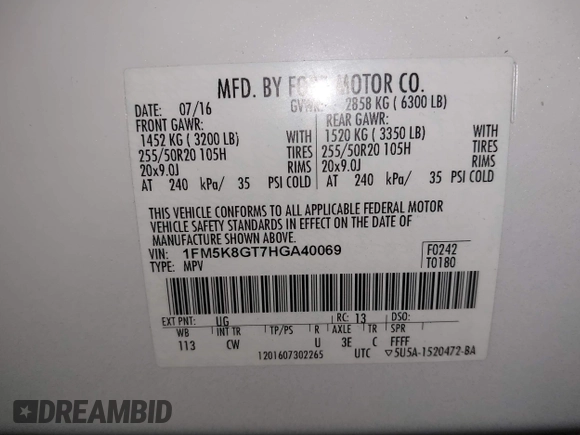 MFD. BY FORD MOTOR CO.
DATE: 07/16 GVWR: 2858 KG ( 6300 LB)
FRONT GAWR: REAR GAWR:
1452 KG ( 3200 LB) WITH 1520 KG ( 3350 LB) WITH
255/50R20 105H TIRES 255/50R20 105H TIRES
20x9.0J RIMS 20x9.0J RIMS
AT 240 kPa/ 35 PSI COLD AT 240 kPa/ 35 PSI COLD
THIS VEHICLE CONFORMS TO ALL APPLICABLE FEDERAL MOTOR
VEHICLE SAFETY STANDARDS IN EFFECT ON THE DATE OF
MANUFACTURE SHOWN ABOVE.
VIN: 1FM5K8GT7HGA40069 F0242
TYPE: MPV T0180
EXT PNT: UG RC: 13 DSO:
WB INT TR TP/PS R AXLE TR SPR
113 CW U 3E C FFFF
1201607302265 UTC ▽5U5A-1520472-BA
DREAMBID